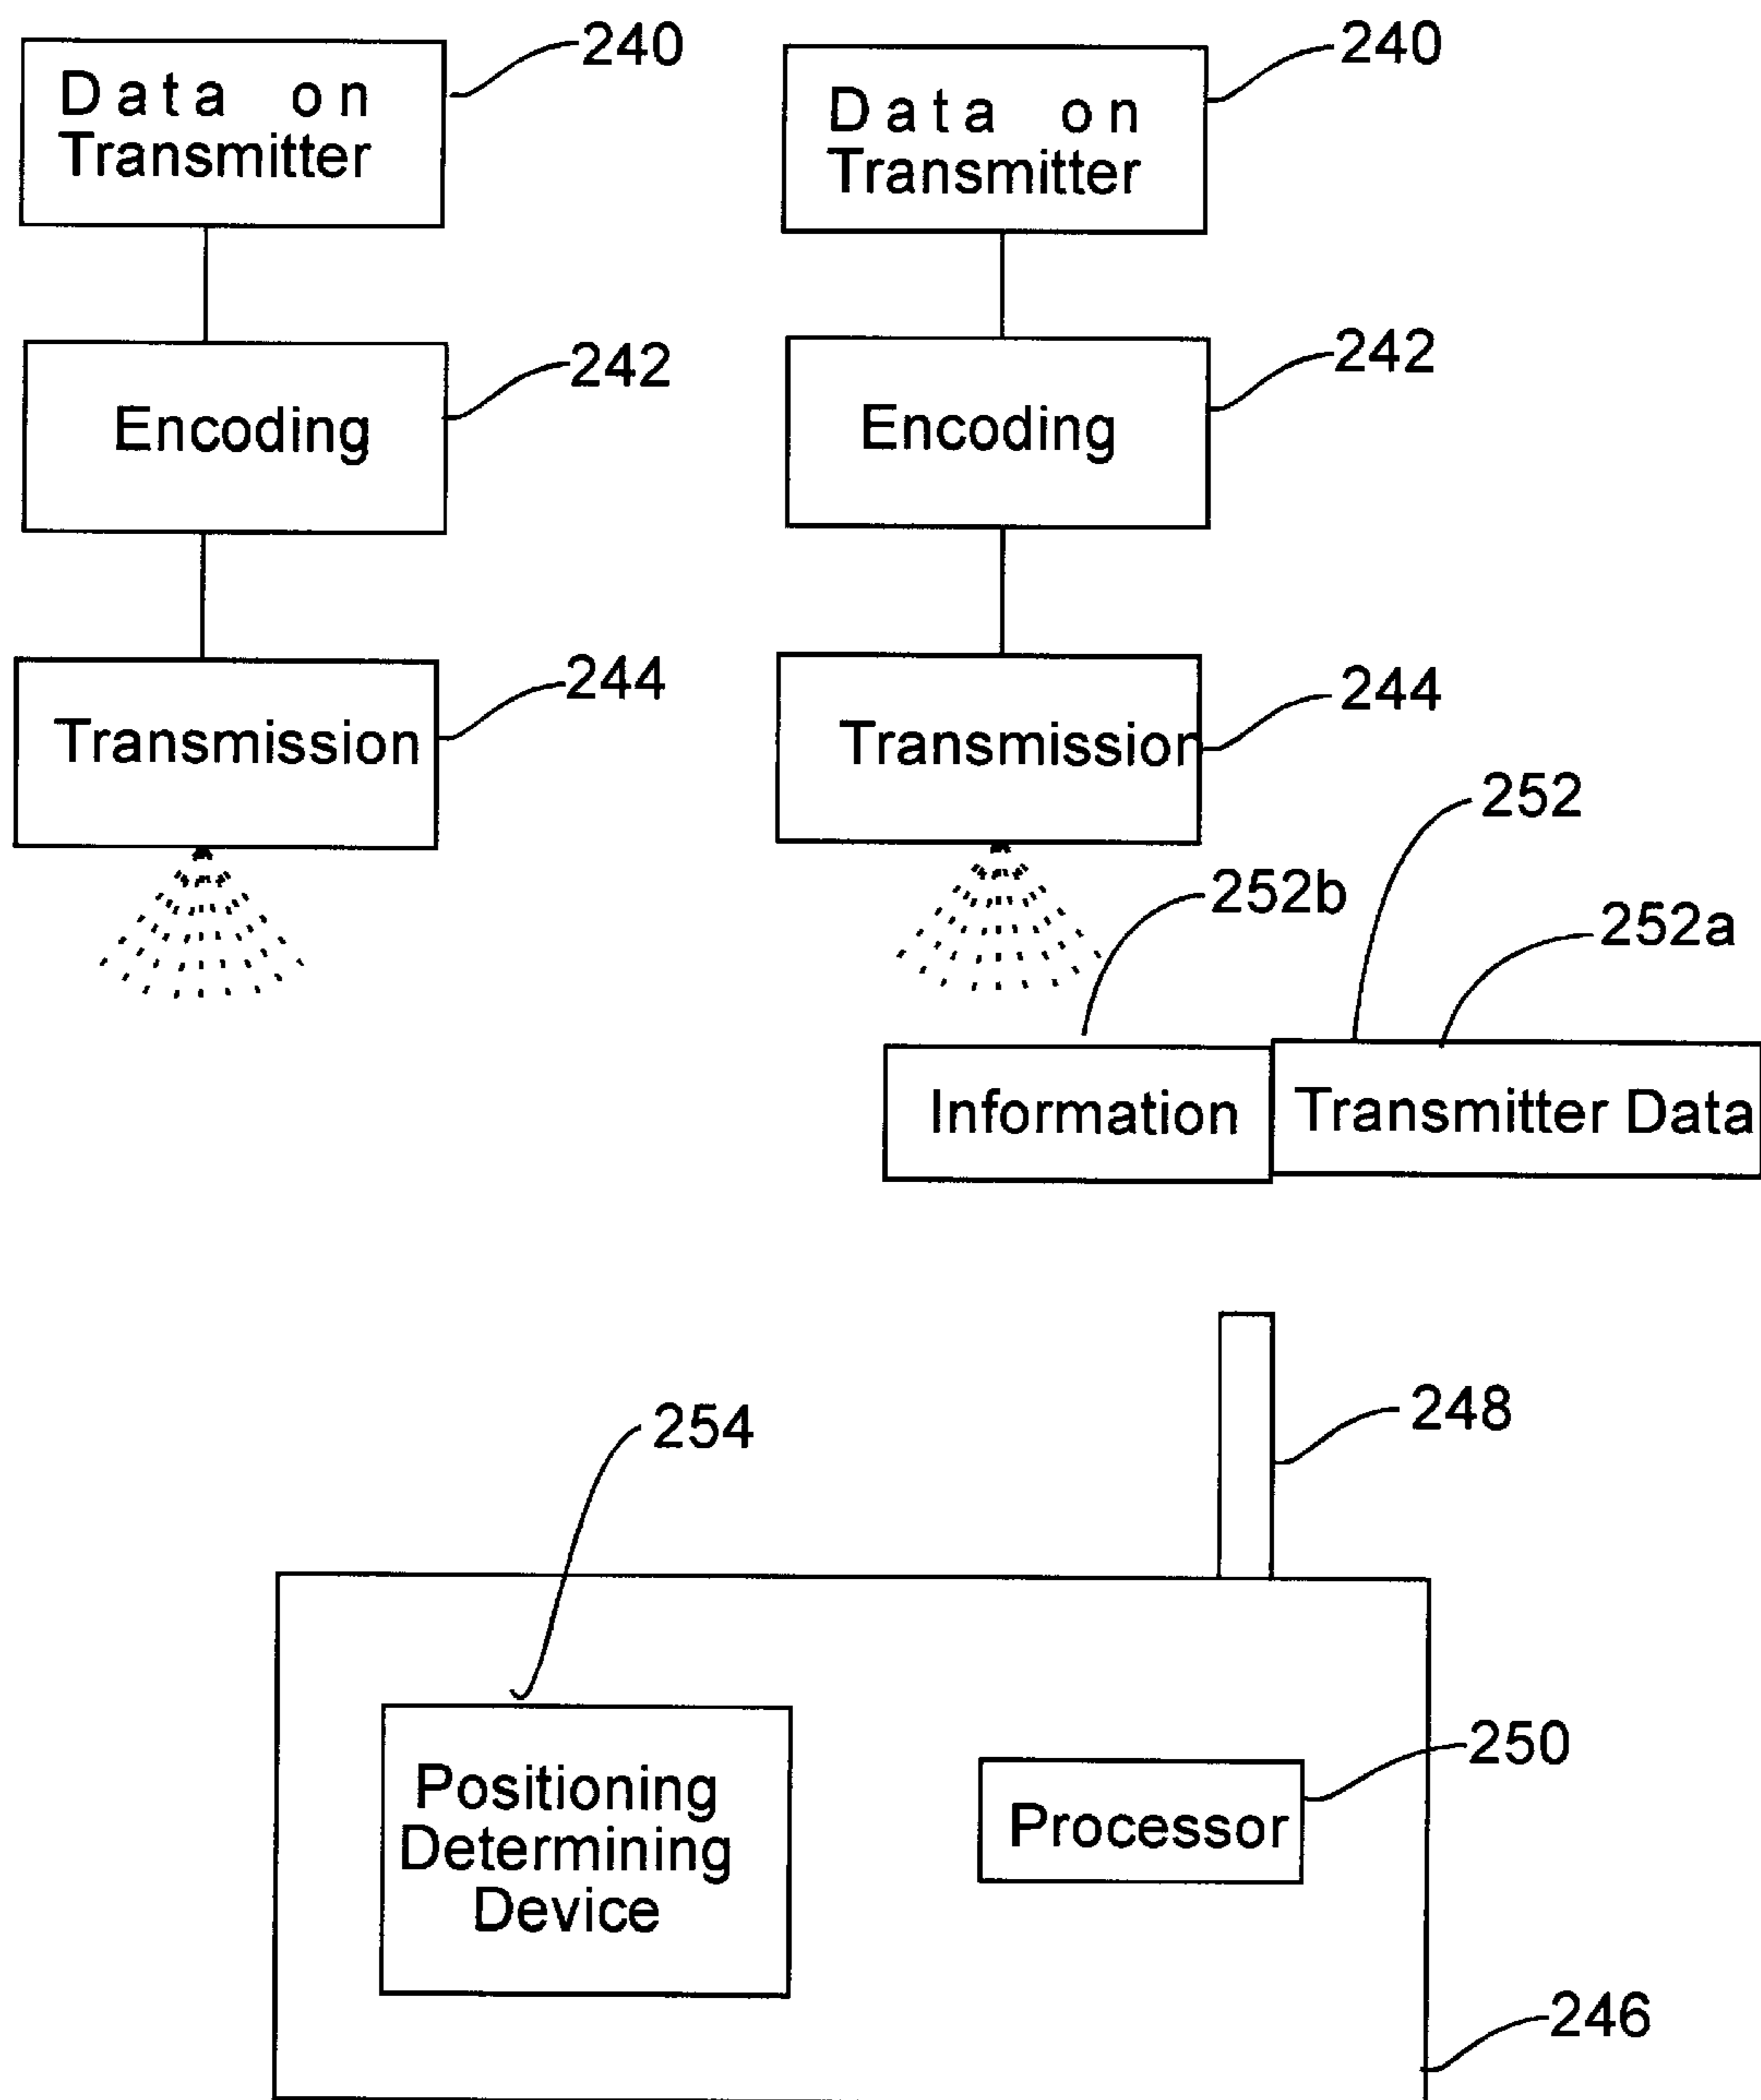 240
240
Data on
Transmitter
Data on
Transmitter
242
242
Encoding
Encoding
244
244
Transmission
Transmission
252
252b
252a
Information
Transmitter Data
248
254
250
Positioning
Determining
Device
Processor
246